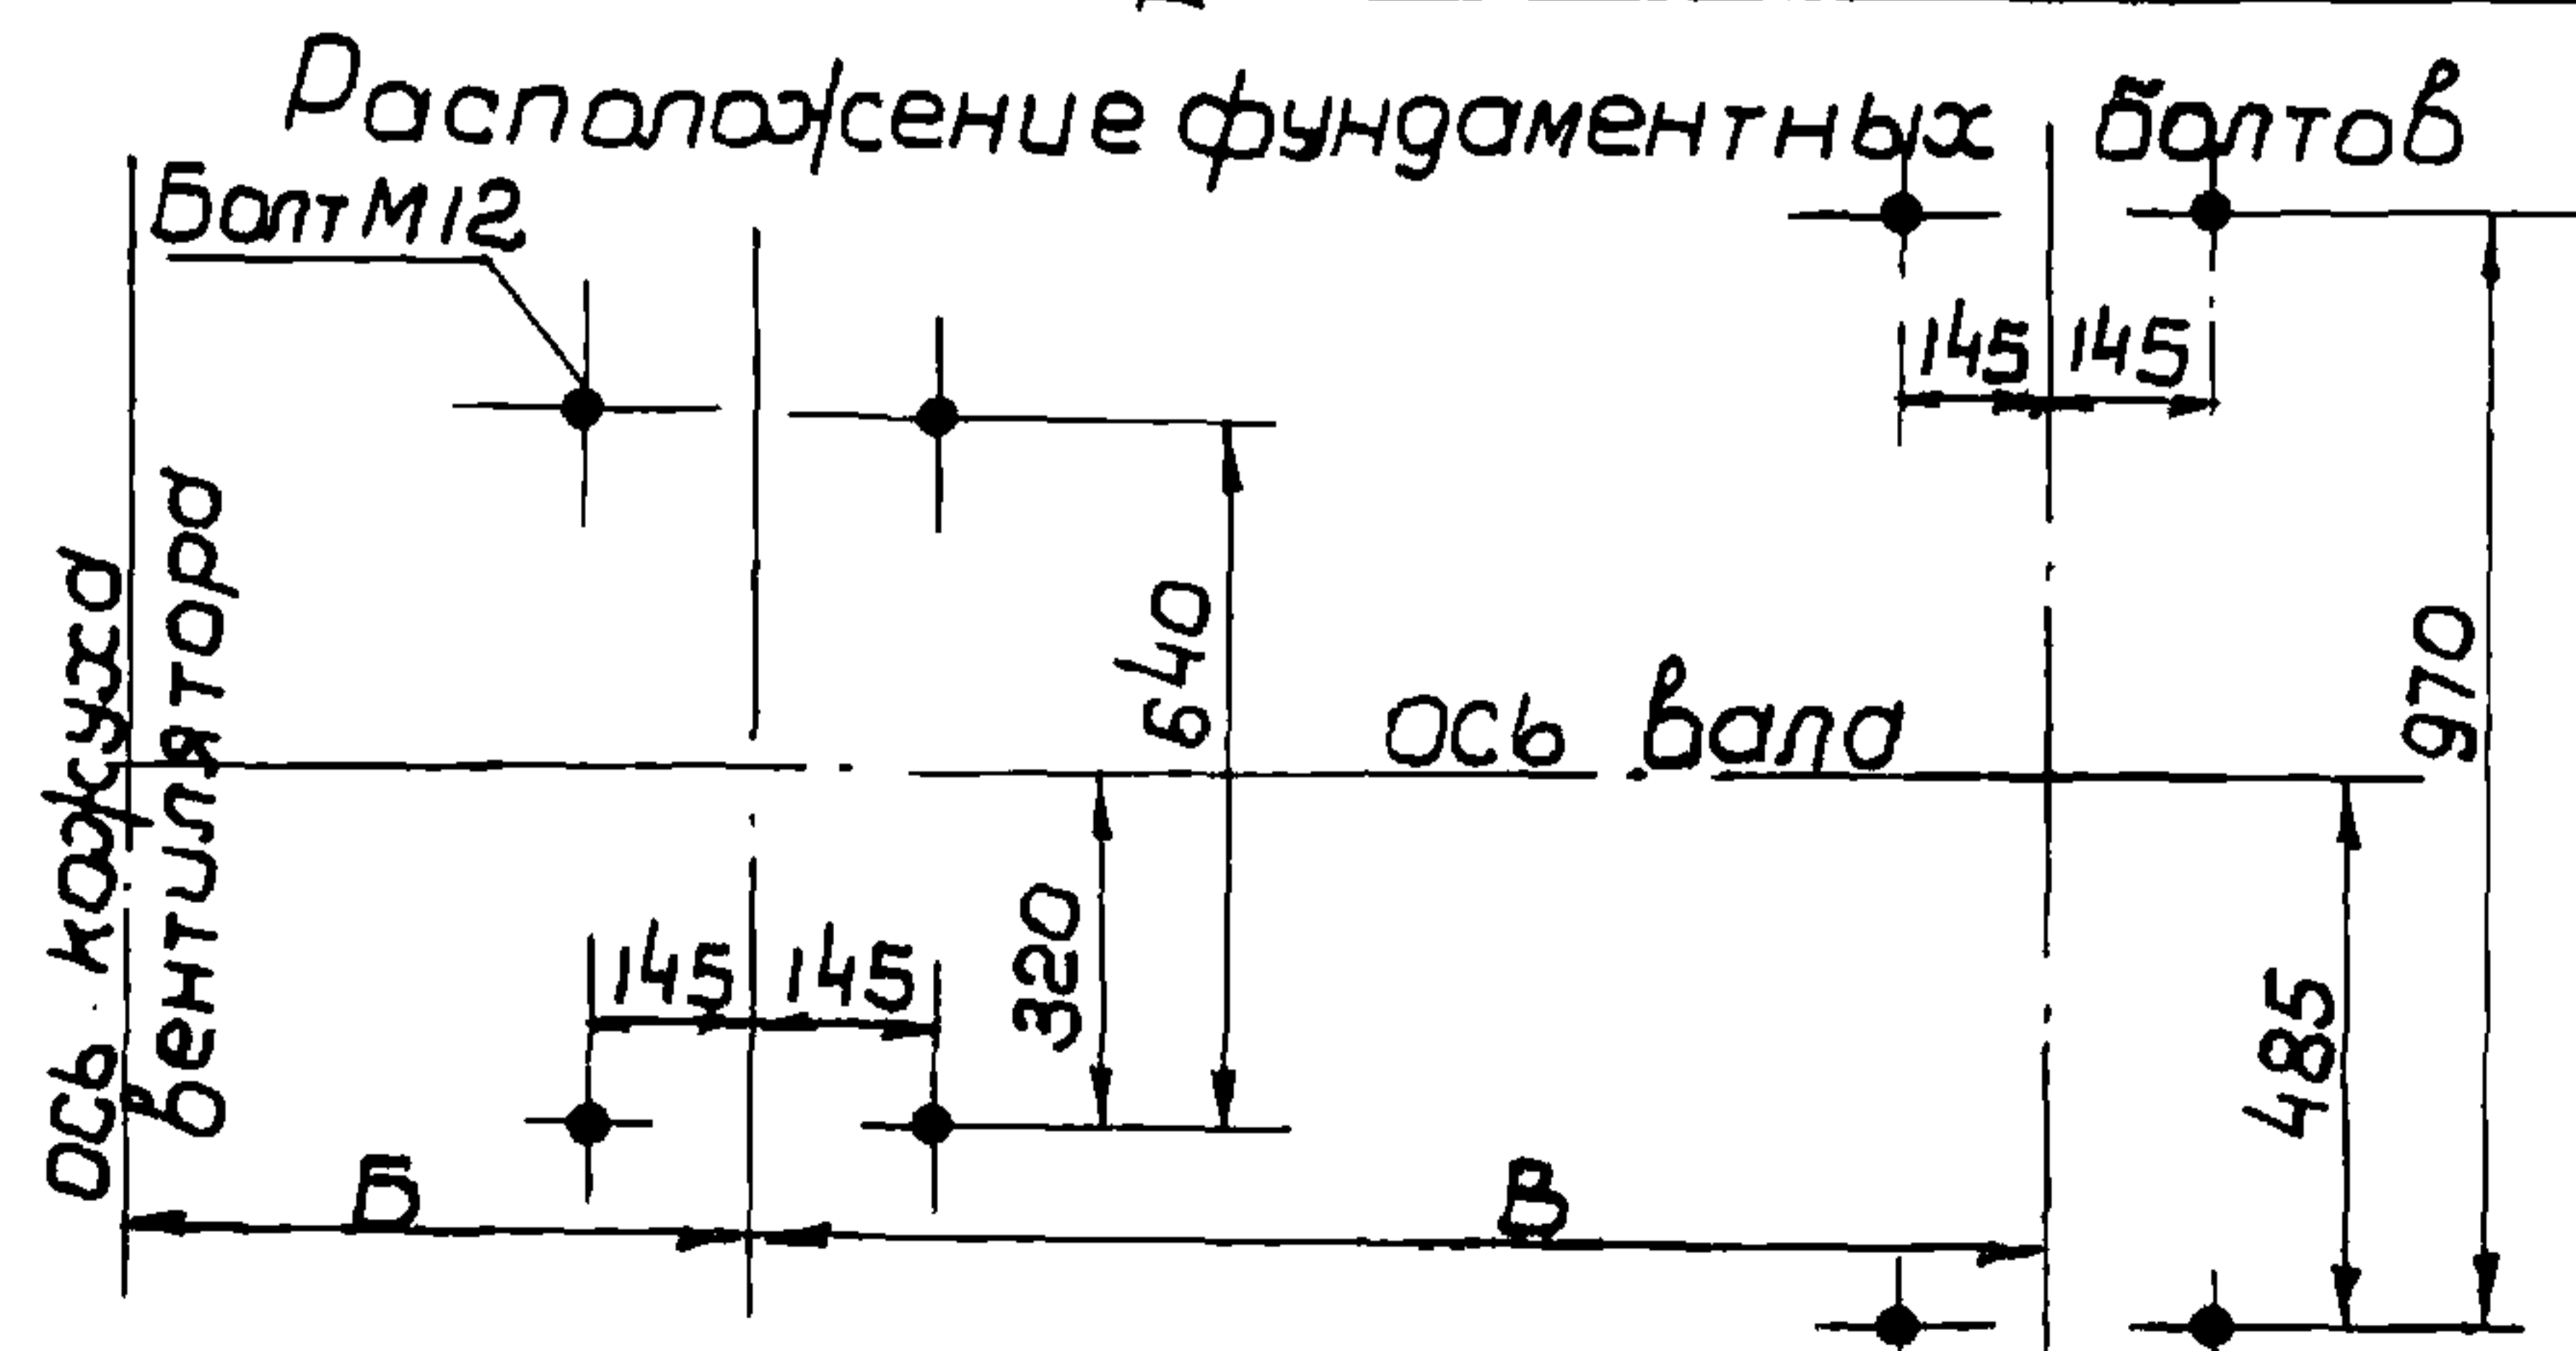 Расположение фундаментных болтов
Болт М12
145 145
640
970
ось кожуха
вентилятора
ось вала
320
145 145
485
Б
В